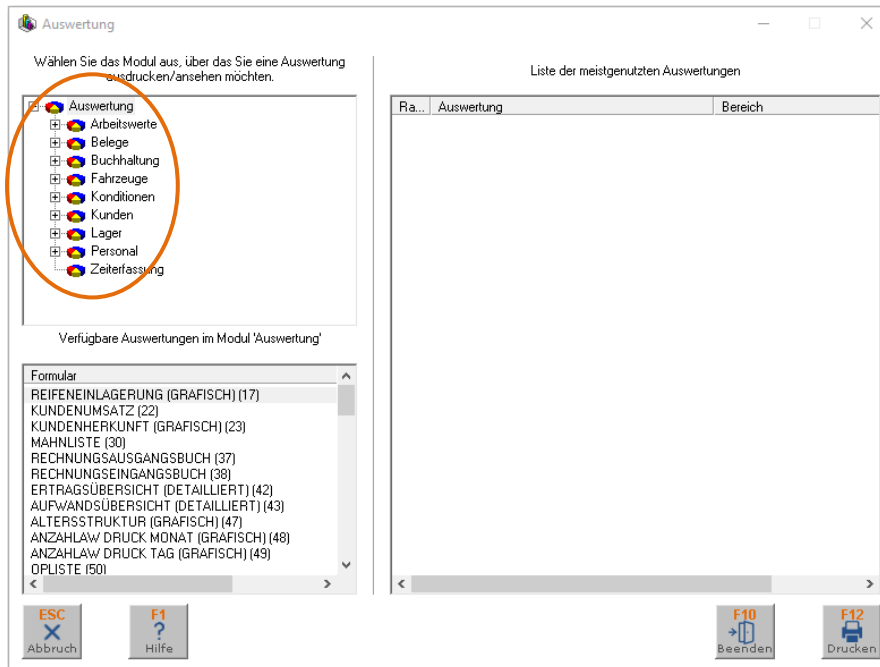 Auswertung
Wählen Sie das Modul aus, über das Sie eine Auswertung
ausdrucken/ansehen möchten.
Auswertung
Arbeitswerte
Belege
Buchhaltung
Fahrzeuge
Konditionen
Kunden
Lager
Personal
Zeiterfassung
Verfügbare Auswertungen im Modul 'Auswertung'
Formular
REIFENEINLAGERUNG (GRAFISCH) (17)
KUNDENUMSATZ (22)
KUNDENHERKUNFT (GRAFISCH) (23)
MAHNLISTE (30)
RECHNUNGSAUSGANGSBUCH (37)
RECHNUNGSEINGANGSBUCH (38)
ERTRAGSÜBERSICHT (DETAILLIERT) (42)
AUFWANDSÜBERSICHT (DETAILLIERT) (43)
ALTERSSTRUKTUR (GRAFISCH) (47)
ANZAHLAW DRUCK MONAT (GRAFISCH) (48)
ANZAHLAW DRUCK TAG (GRAFISCH) (49)
OPLISTE (50)
Liste der meistgenutzten Auswertungen
Ra... Auswertung Bereich
ESC
Abbruch
F1
?
Hilfe
F10
Beenden
F12
Drucken